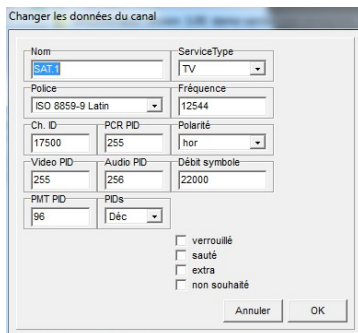 Changer les données du canal
Nom ServiceType
SAT.1 TV
Police Fréquence
ISO 8859-9 Latin 12544
Ch. ID PCR PID Polarité
17500 255 hor
Video PID Audio PID Débit symbole
255 256 22000
PMT PID PIDs
96 Déc
verrouillé
sauté
extra
non souhaité
Annuler OK